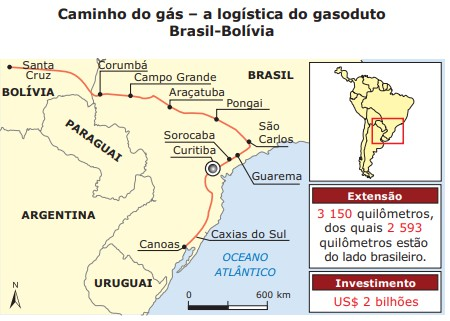 Caminho do gás – a logística do gasoduto
Brasil-Bolívia
Santa
Cruz
Corumbá
BRASIL
Campo Grande
BOLÍVIA
Araçatuba
Pongai
PARAGUAI
São
Carlos
Sorocaba
Curitiba
Guarema
ARGENTINA
Caxias do Sul
Canoas
OCEANO
ATLÂNTICO
URUGUAI
N
0 600 km
Extensão
3 150 quilômetros,
dos quais 2 593
quilômetros estão
do lado brasileiro.
Investimento
US$ 2 bilhões